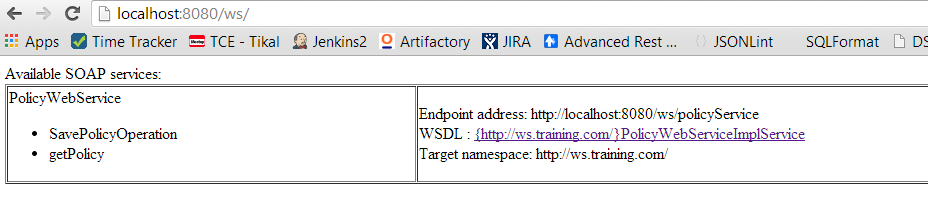 localhost:8080/ws/
Apps Time Tracker TCE - Tikal Jenkins2 Artifactory JIRA Advanced Rest ... JSONLint SQLFormat
Available SOAP services:
PolicyWebService
• SavePolicyOperation
• getPolicy
Endpoint address: http://localhost:8080/ws/policyService
WSDL : {http://ws.training.com/}PolicyWebServiceImplService
Target namespace: http://ws.training.com/